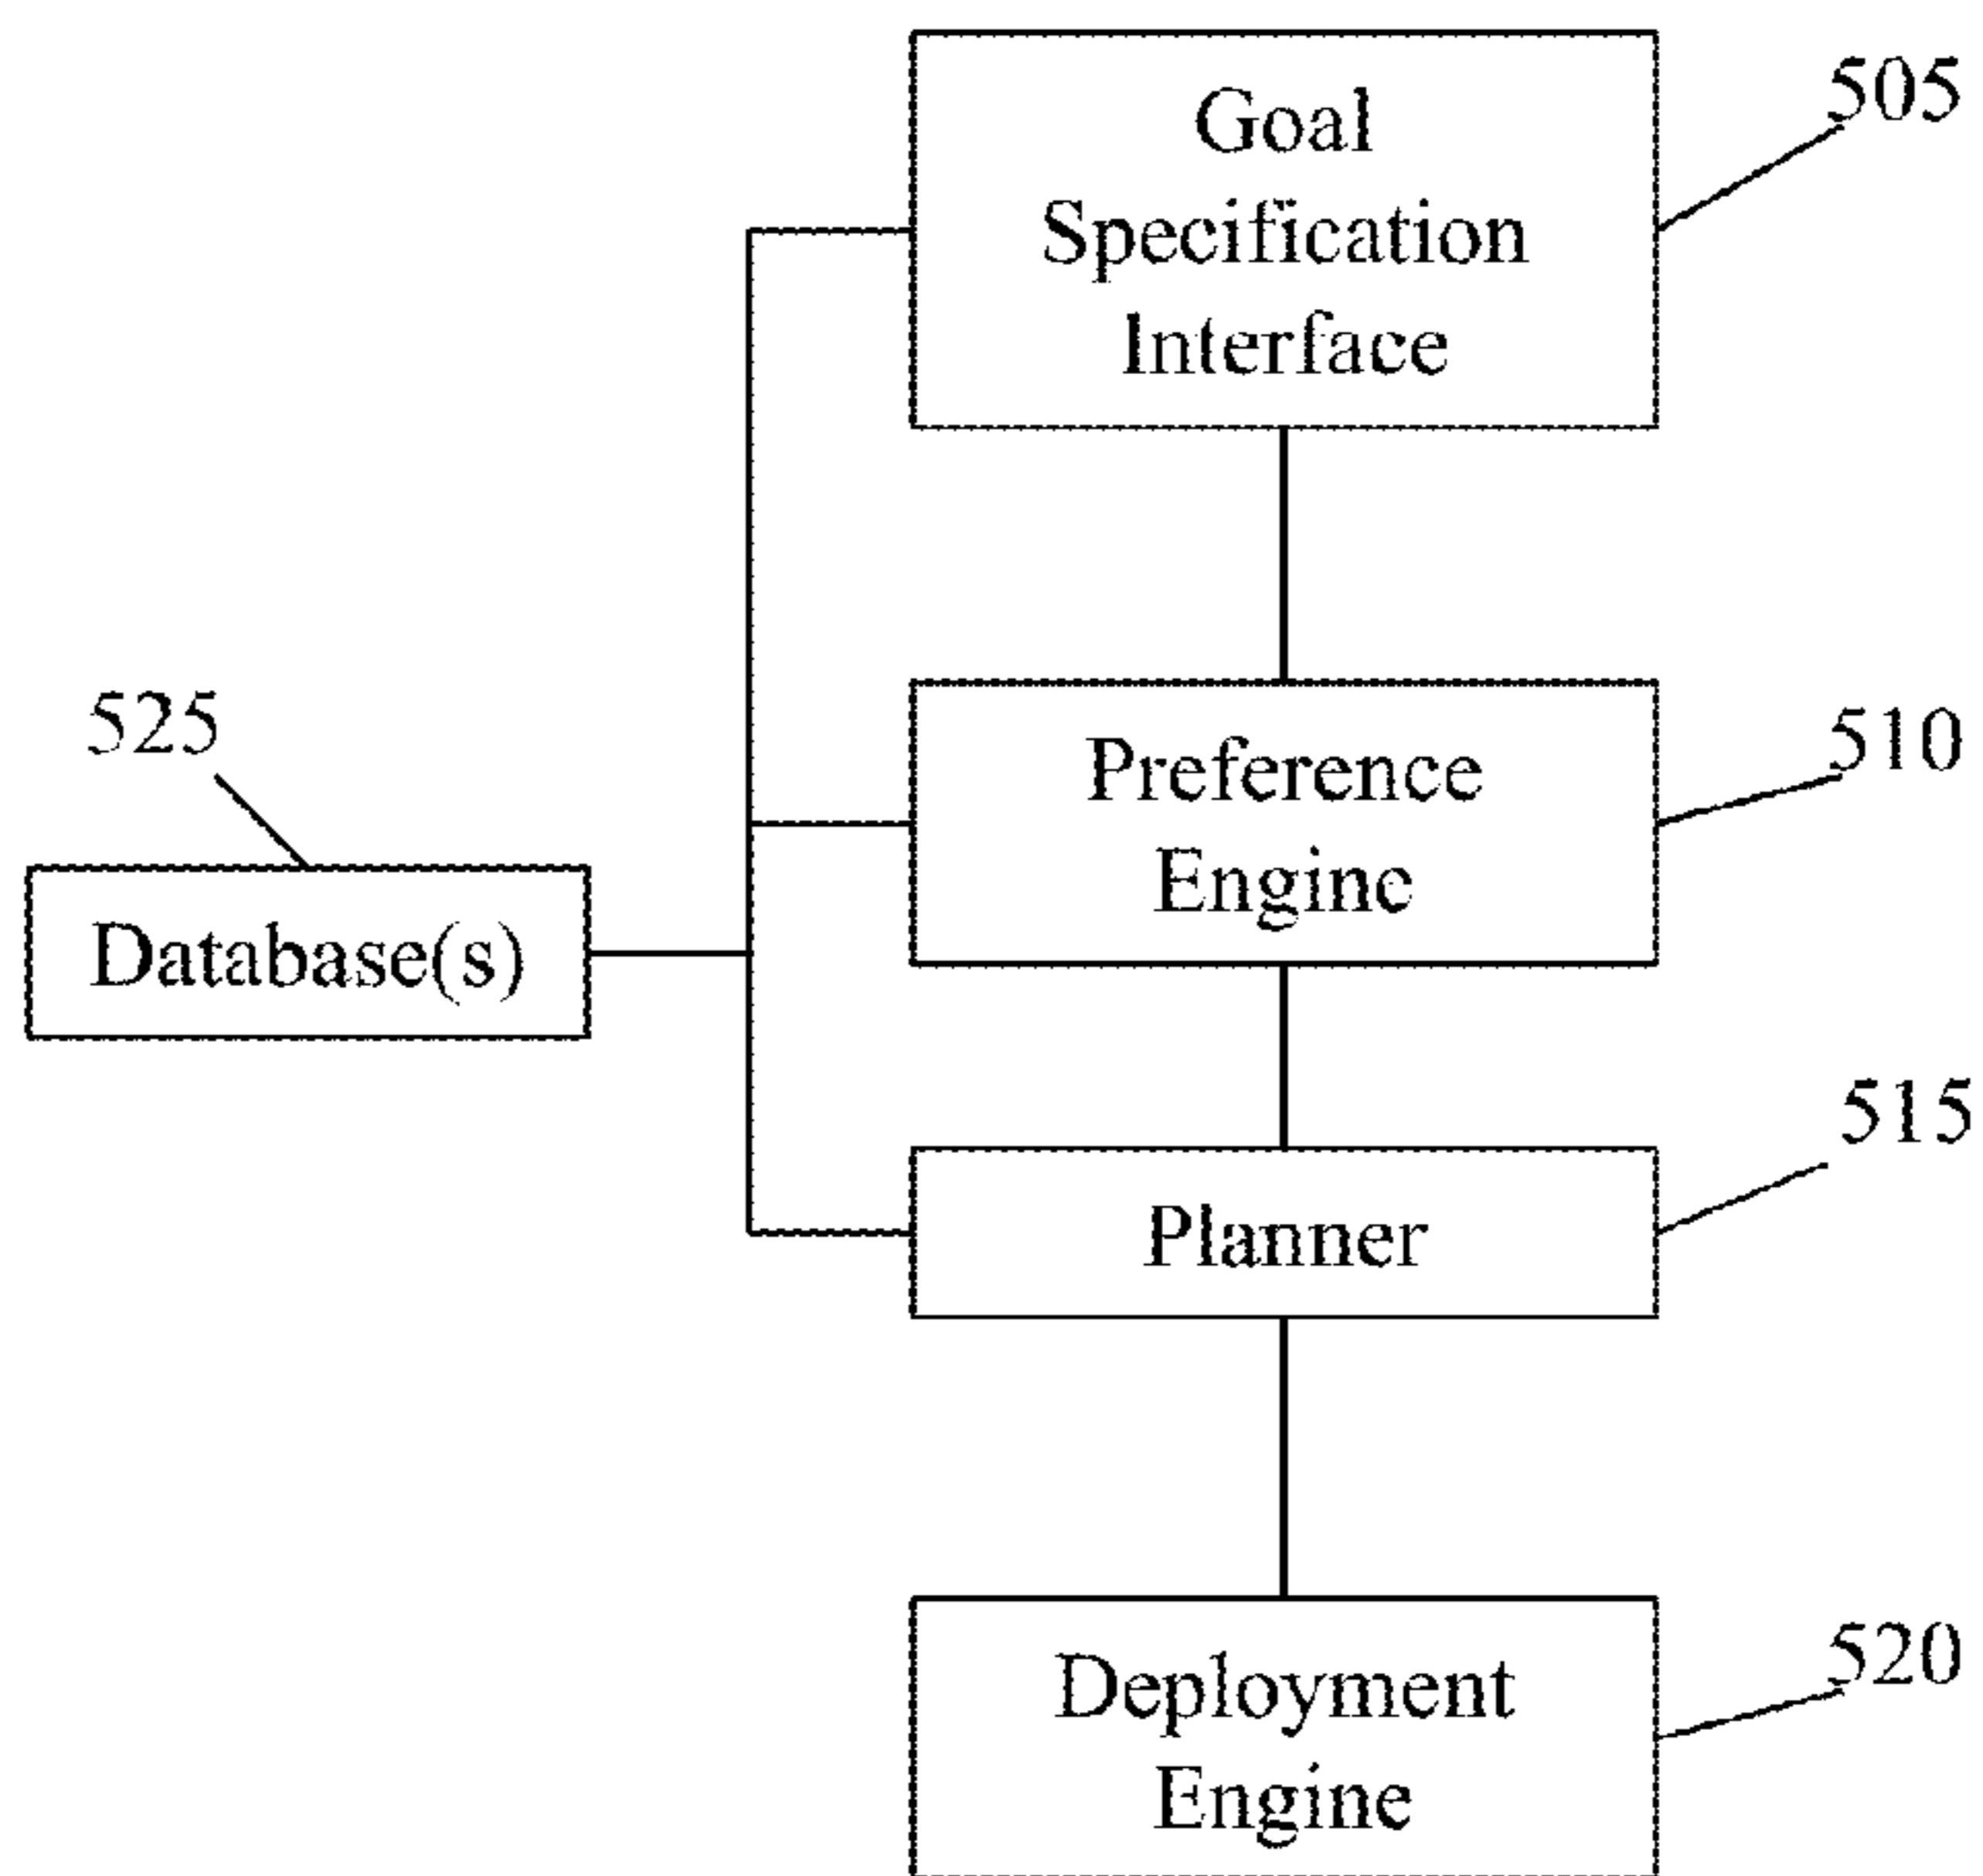 Goal
Specification
Interface
505
Preference
Engine
510
525
Database(s)
Planner
515
Deployment
Engine
520